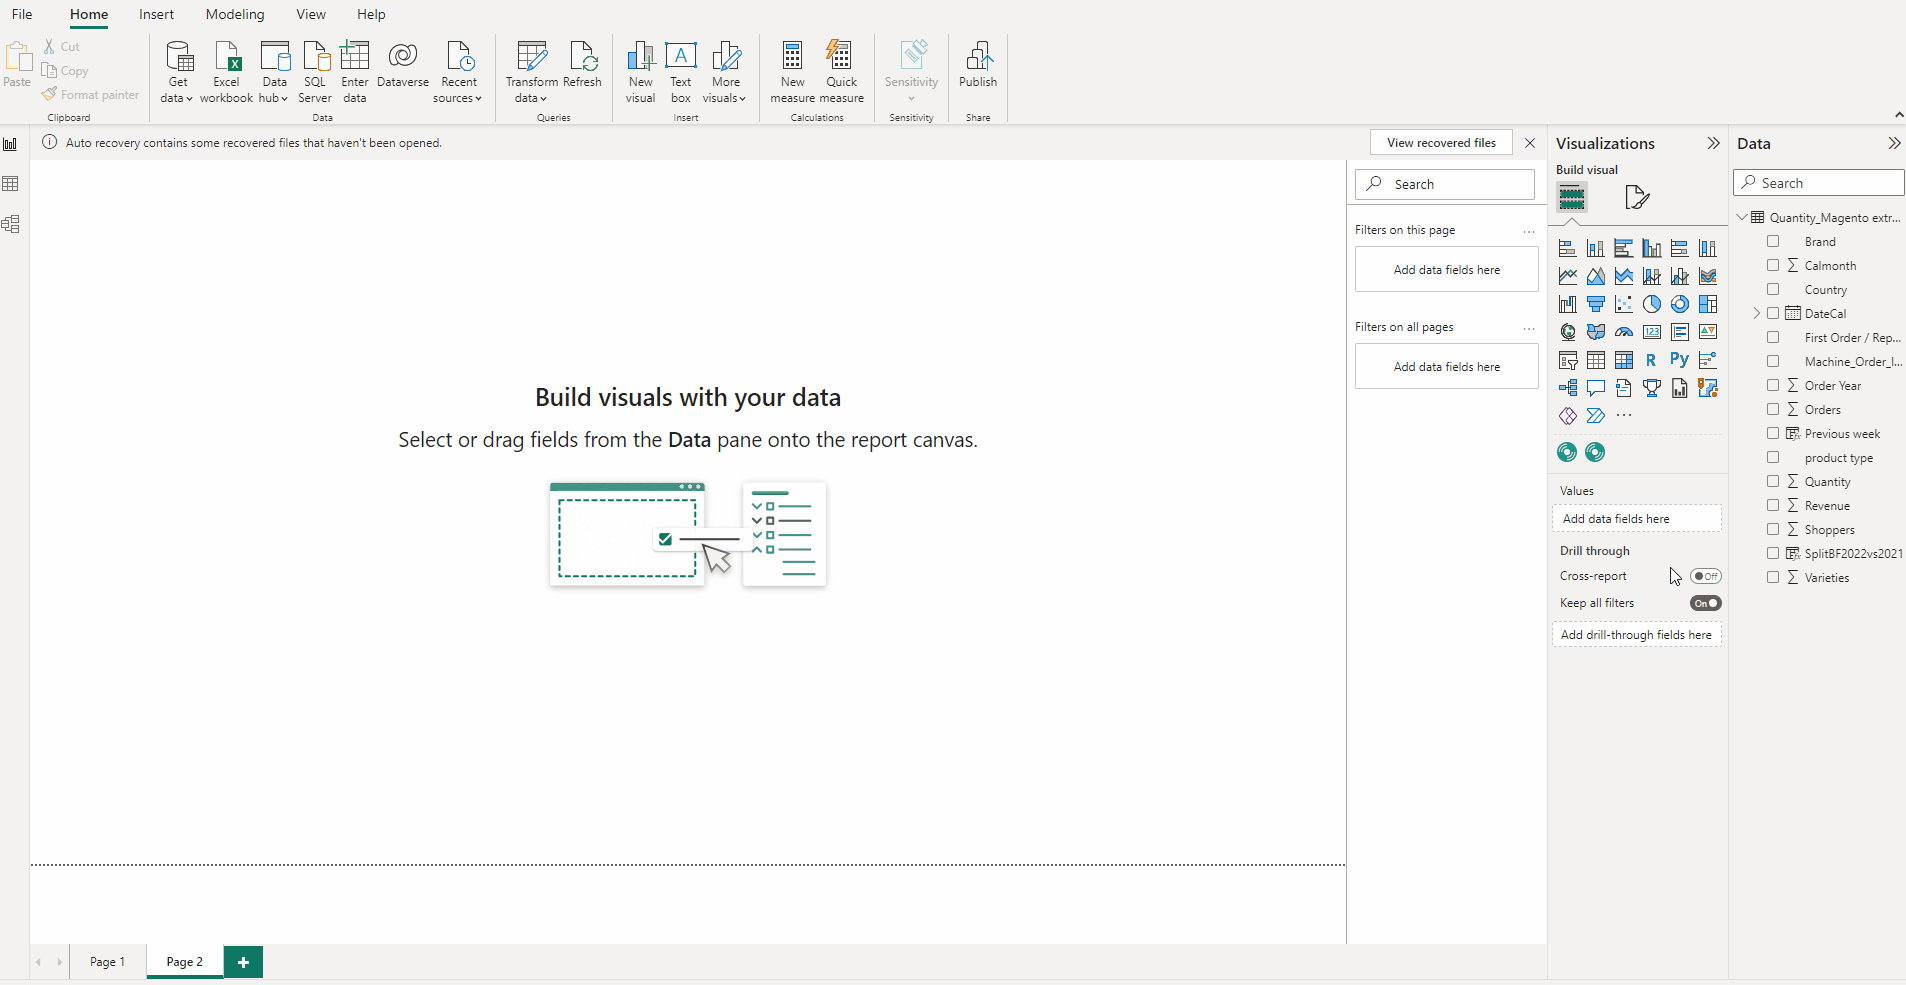 File Home Insert Modeling View Help
Paste
Cut
Copy
Format painter
Clipboard
Get data
Excel workbook
Data hub
SQL Server
Enter data
Dataverse
Recent sources
Data
Transform data
Refresh
Queries
New visual
Text box
More visuals
Insert
New measure
Quick measure
Calculations
Sensitivity
Sensitivity
Publish
Share
Auto recovery contains some recovered files that haven't been opened.
View recovered files
Build visuals with your data
Select or drag fields from the Data pane onto the report canvas.
Search
Filters on this page ...
Add data fields here
Filters on all pages ...
Add data fields here
Visualizations
Build visual
123
R Py
...
Values
Add data fields here
Drill through
Cross-report Off
Keep all filters On
Add drill-through fields here
Data
Search
Quantity_Magento extr...
Brand
Calmonth
Country
DateCal
First Order / Rep...
Machine_Order_I...
Order Year
Orders
Previous week
product type
Quantity
Revenue
Shoppers
SplitBF2022vs2021
Varieties
Page 1 Page 2 +